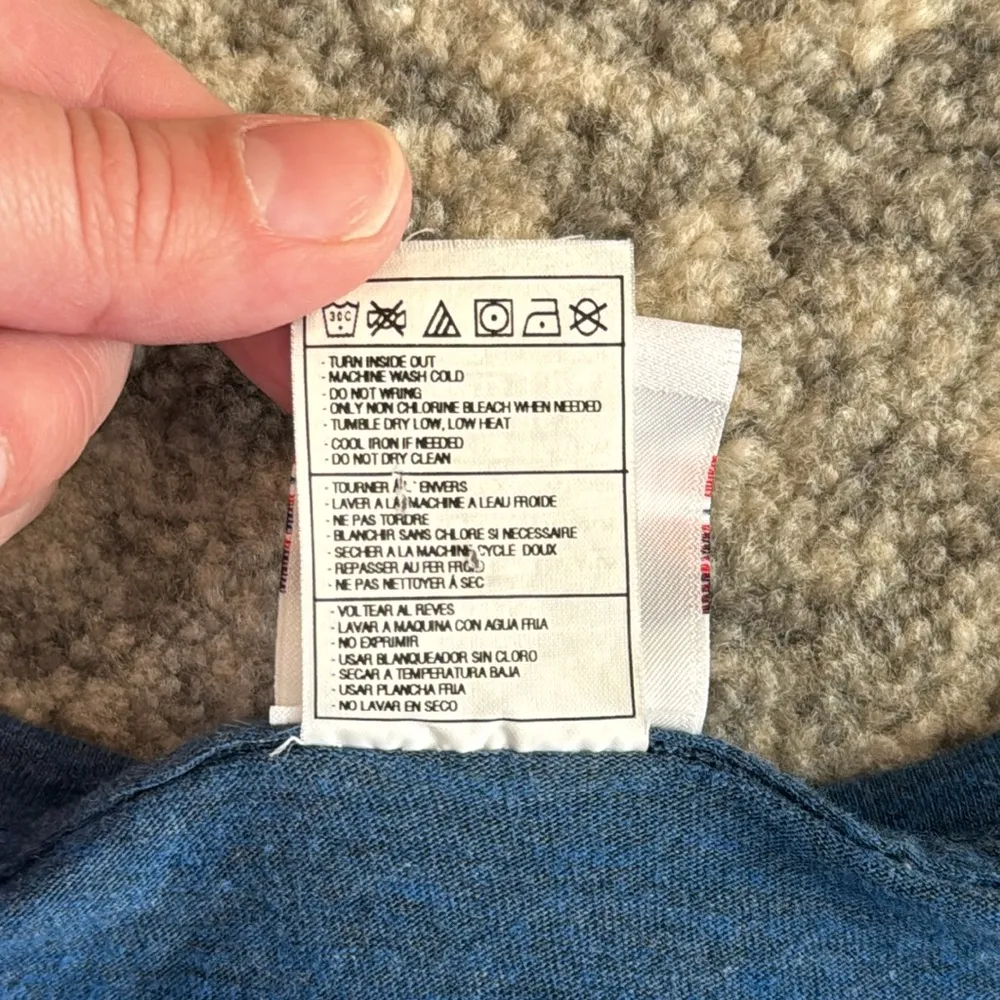 30C
- TURN INSIDE OUT
- MACHINE WASH COLD
- DO NOT WRING
- ONLY NON CHLORINE BLEACH WHEN NEEDED
- TUMBLE DRY LOW, LOW HEAT
- COOL IRON IF NEEDED
- DO NOT DRY CLEAN
- TOURNER A L' ENVERS
- LAVER A LA MACHINE A LEAU FROIDE
- NE PAS TORDRE
- BLANCHIR SANS CHLORE SI NECESSAIRE
- SECHER A LA MACHINE CYCLE DOUX
- REPASSER AU FER FROID
- NE PAS NETTOYER À SEC
- VOLTEAR AL REVES
- LAVAR A MAQUINA CON AGUA FRIA
- NO EXPRIMIR
- USAR BLANQUEADOR SIN CLORO
- SECAR A TEMPERATURA BAJA
- USAR PLANCHA FRIA
- NO LAVAR EN SECO